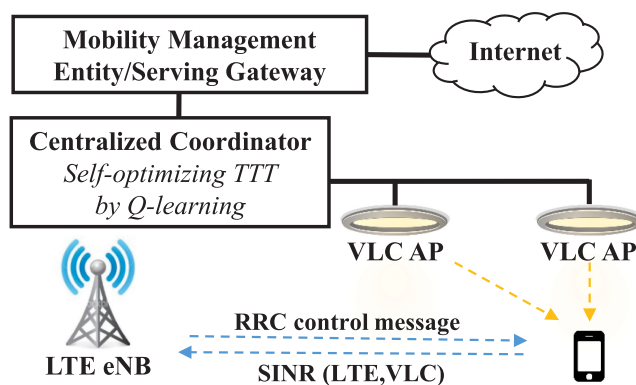 Mobility Management
Entity/Serving Gateway
Internet
Centralized Coordinator
Self-optimizing TTT
by Q-learning
VLC AP
VLC AP
RRC control message
LTE eNB
SINR (LTE,VLC)